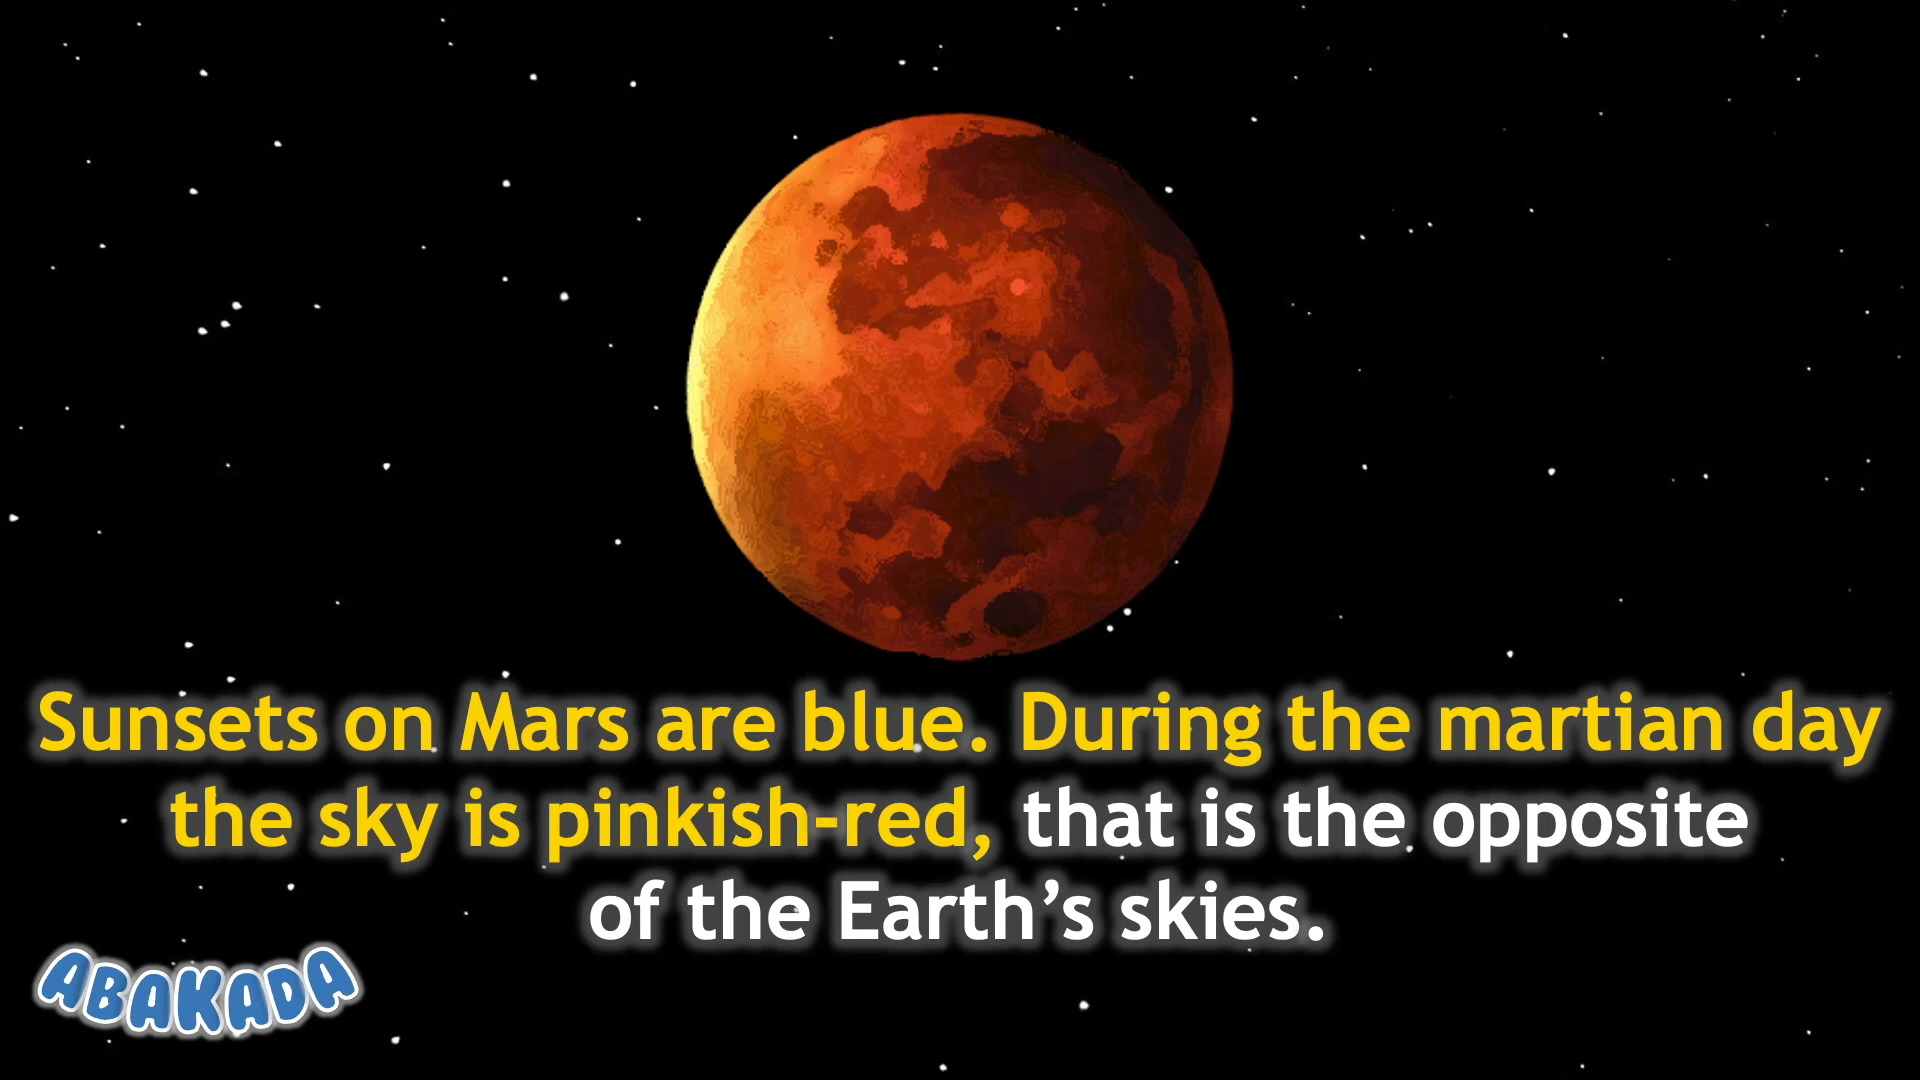 Sunsets on Mars are blue. During the martian day
the sky is pinkish-red, that is the opposite
of the Earth’s skies.
ABAKADA